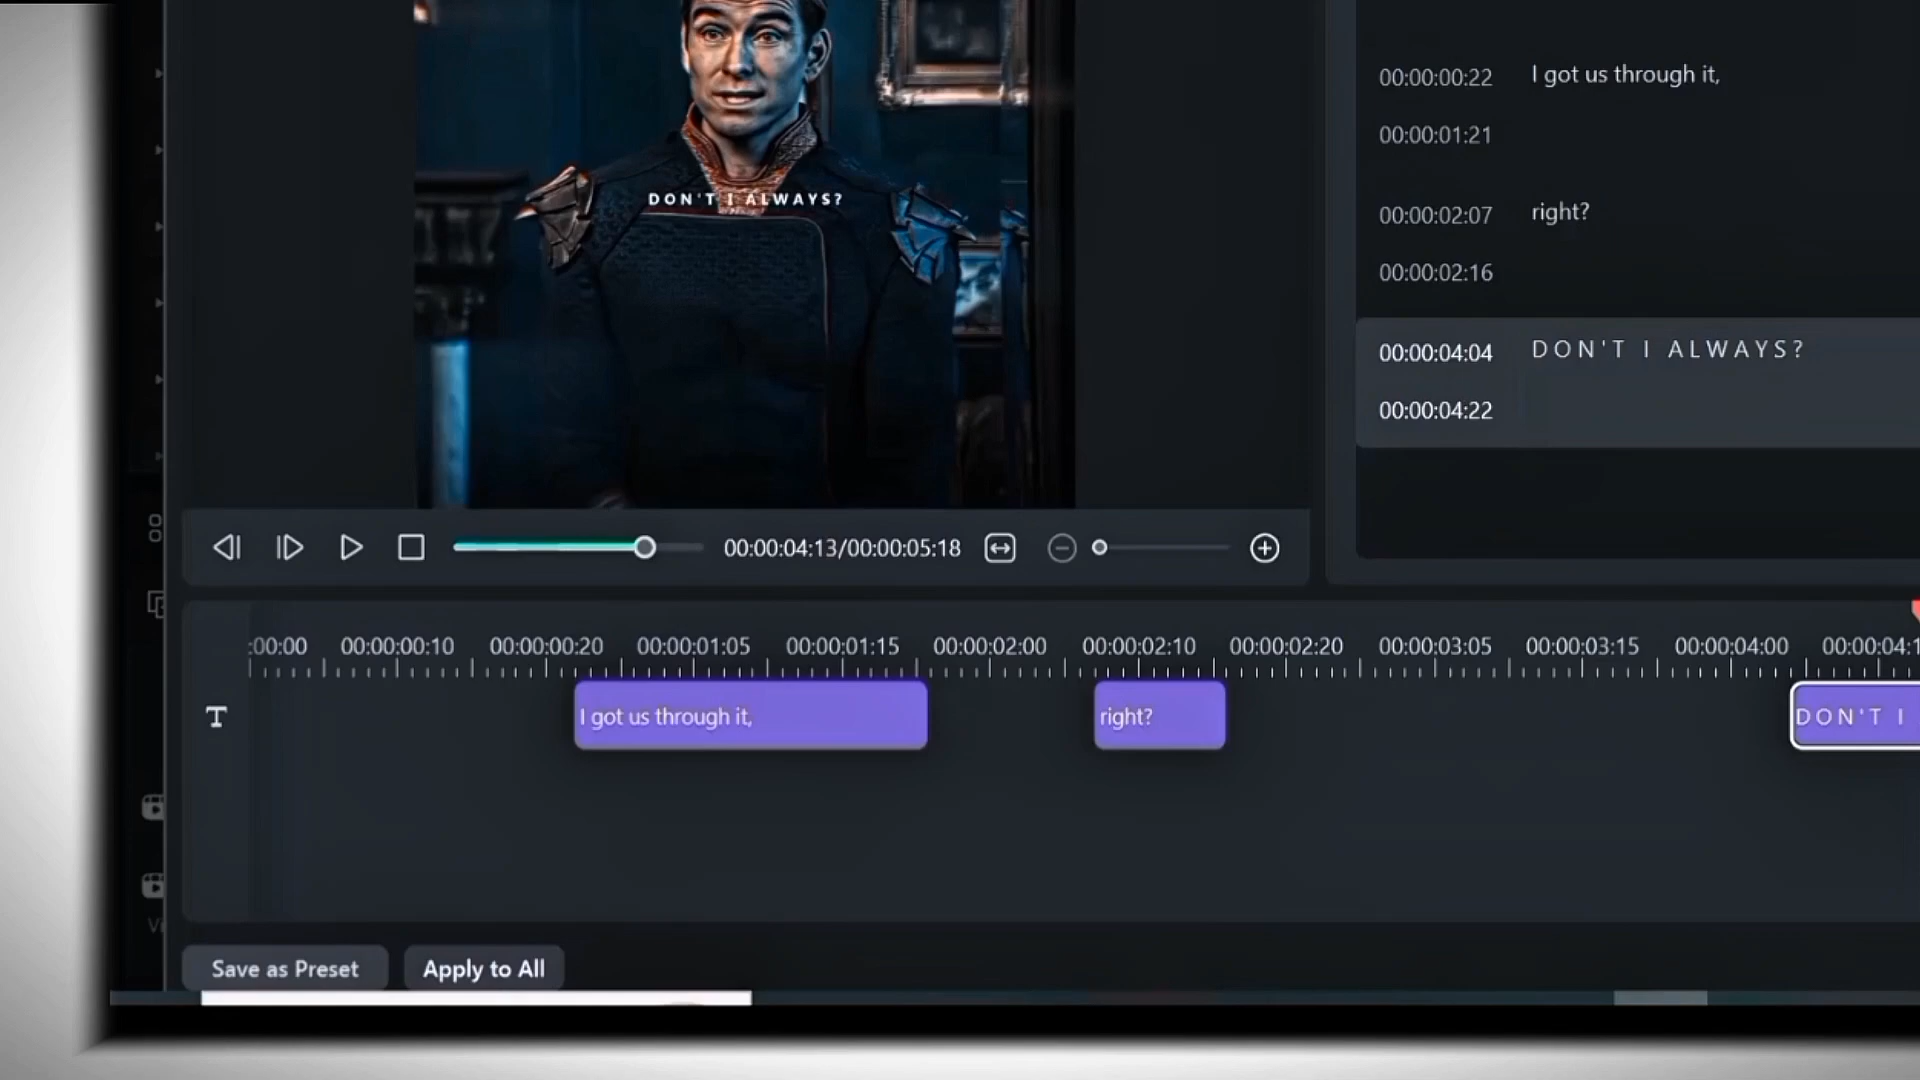 00:00:00:22 I got us through it,
00:00:01:21
00:00:02:07 right?
00:00:02:16
00:00:04:04 DON'T I ALWAYS?
00:00:04:22
DON'T I ALWAYS?
00:00:04:13/00:00:05:18
:00:00 00:00:00:10 00:00:00:20 00:00:01:05 00:00:01:15 00:00:02:00 00:00:02:10 00:00:02:20 00:00:03:05 00:00:03:15 00:00:04:00 00:00:04:1
T I got us through it, right? DON'T I
Vi
Save as Preset Apply to All